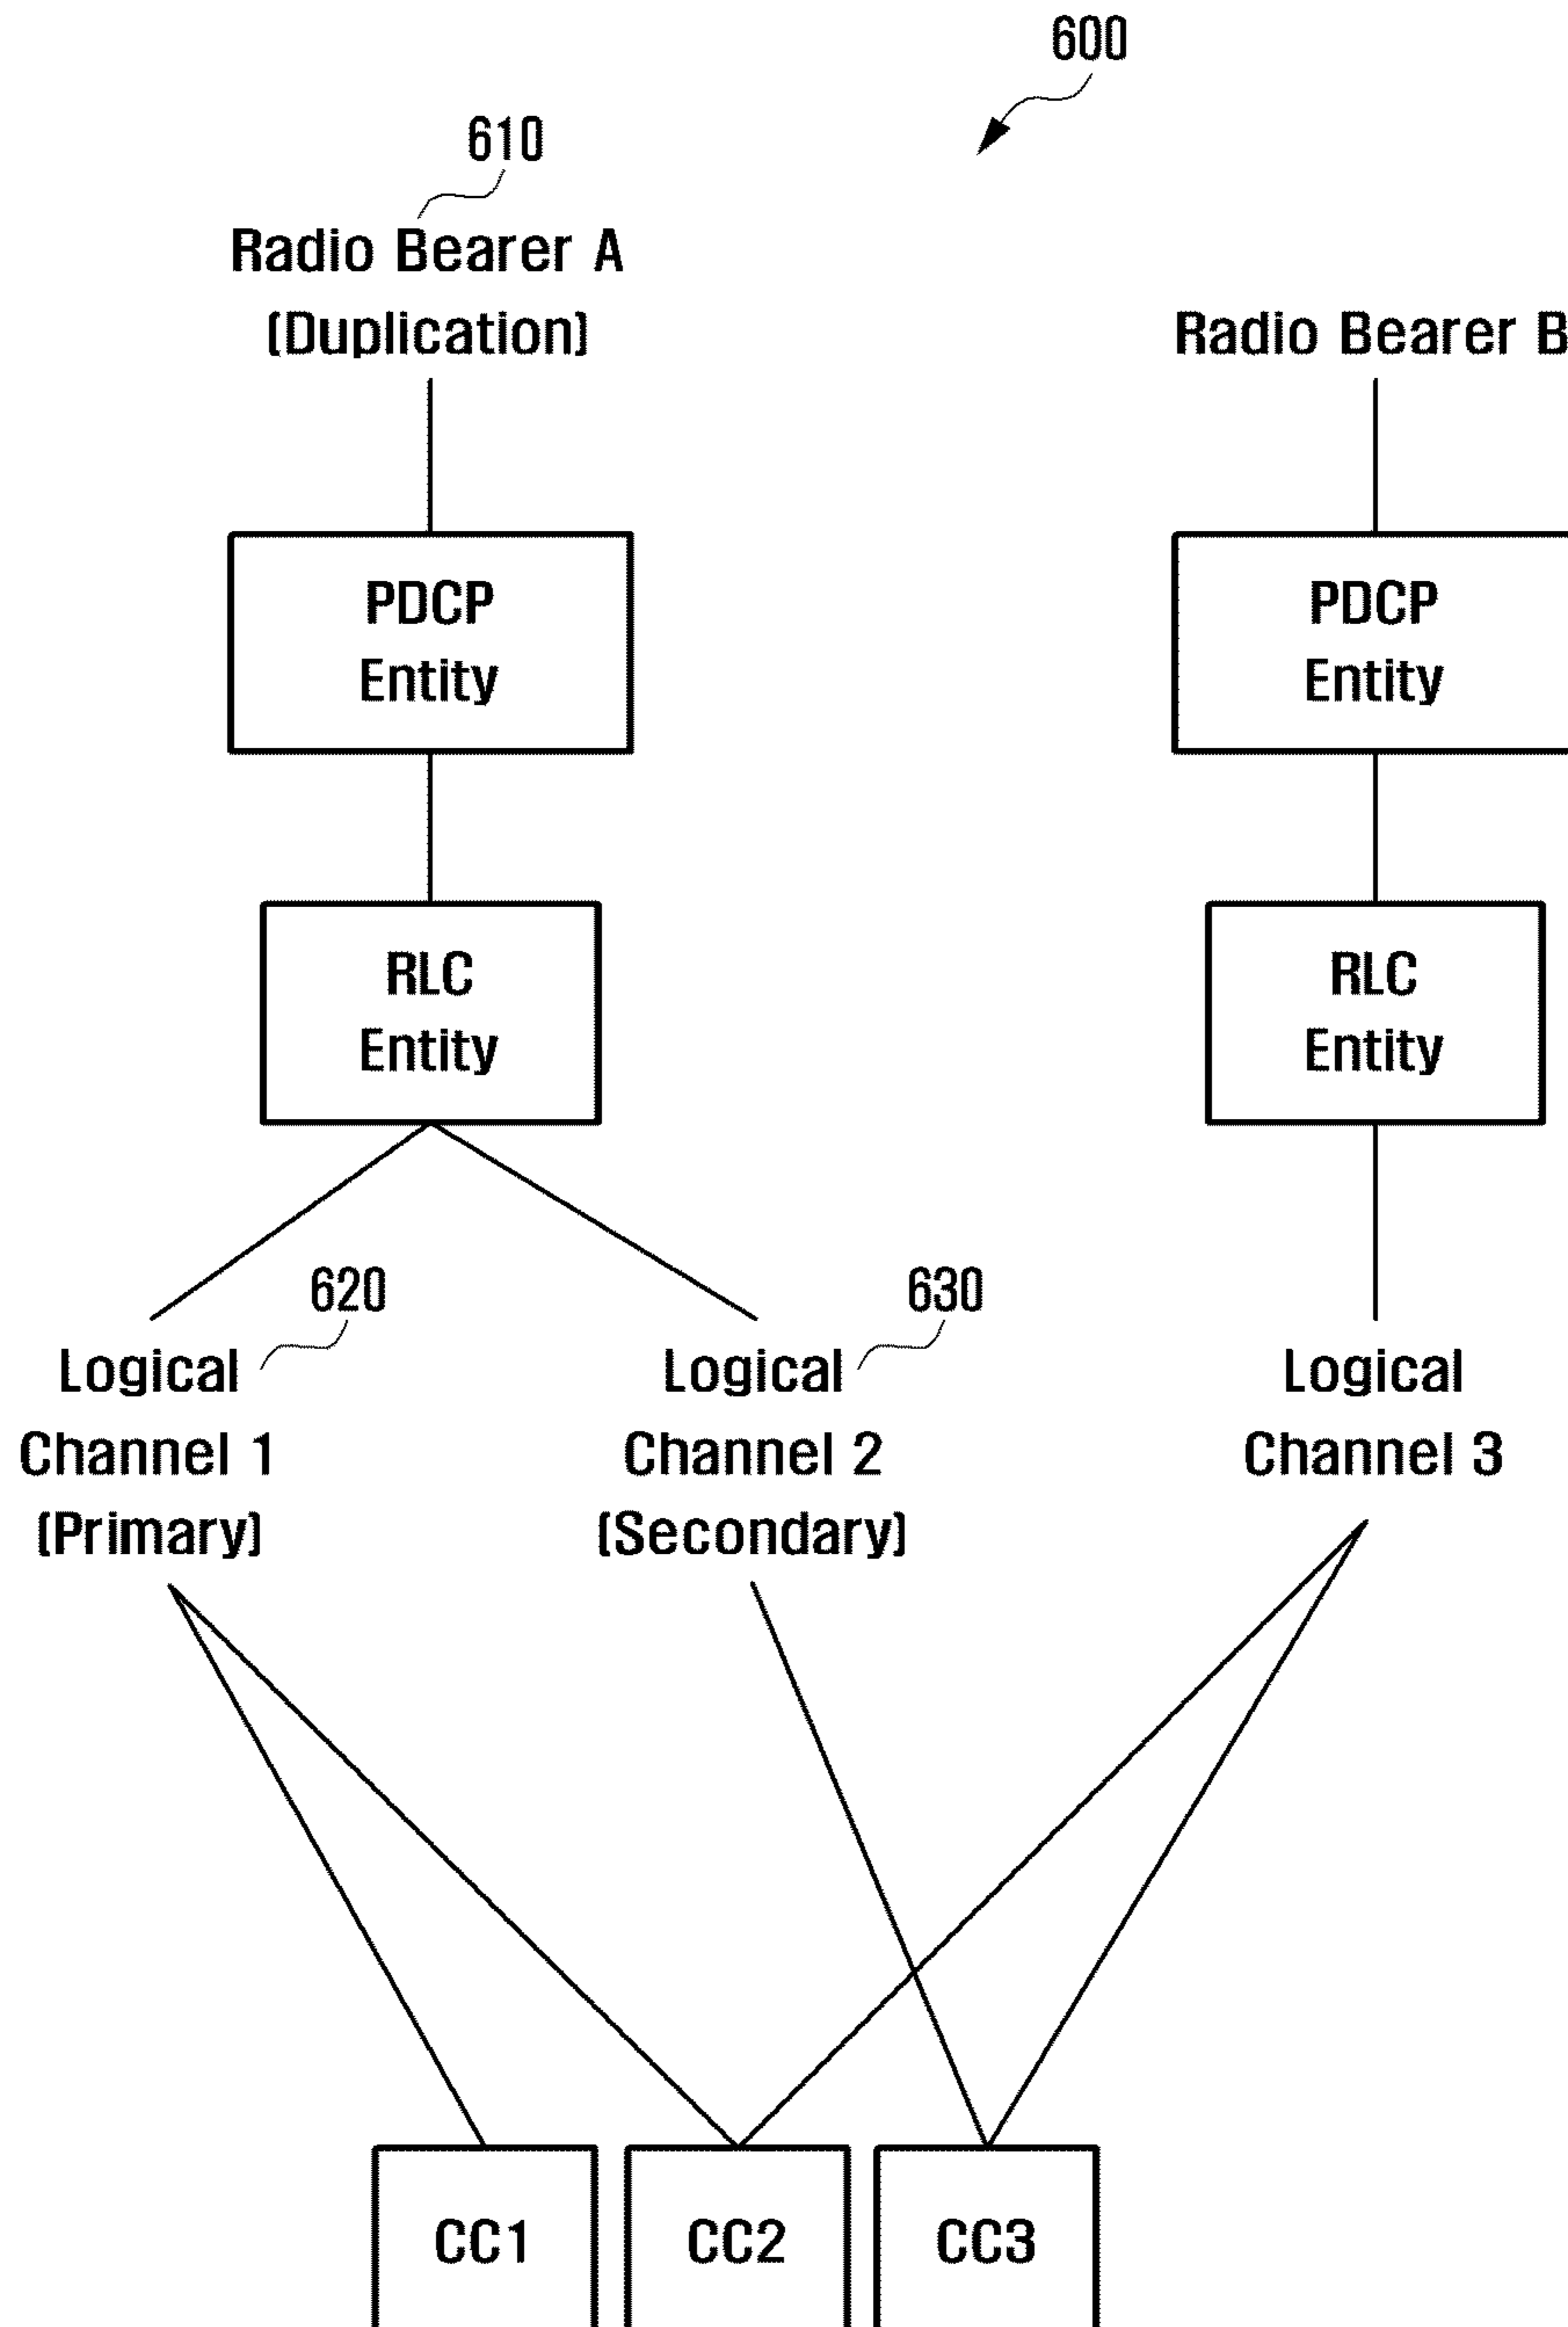 600
610
Radio Bearer A
(Duplication)
Radio Bearer B
PDCP
Entity
PDCP
Entity
RLC
Entity
RLC
Entity
620
630
Logical
Channel 1
(Primary)
Logical
Channel 2
(Secondary)
Logical
Channel 3
CC1
CC2
CC3